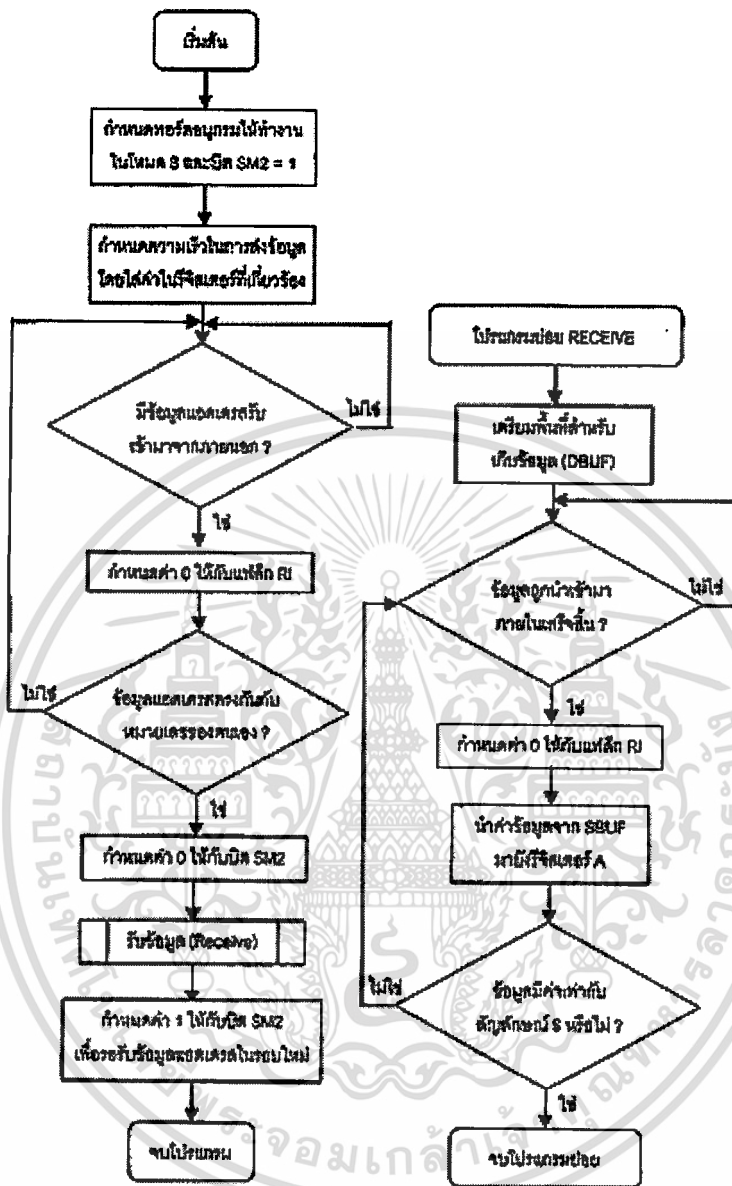 เริ่มต้น
กำหนดพอร์ตอนุกรมให้ทำงาน
ในโหมด 3 และบิต SM2 = 1
กำหนดความเร็วในการส่งข้อมูล
โดยใส่ค่าในรีจิสเตอร์ที่เกี่ยวข้อง
มีข้อมูลแอดเดรสรับ
เข้ามาจากภายนอก ?
ไม่ใช่
ใช่
กำหนดค่า 0 ให้กับแฟล็ก RI
ข้อมูลแอดเดรสตรงกันกับ
หมายเลขของตนเอง ?
ไม่ใช่
ใช่
กำหนดค่า 0 ให้กับบิต SM2
รับข้อมูล (Receive)
กำหนดค่า 1 ให้กับบิต SM2
เพื่อรอรับข้อมูลแอดเดรสในรอบใหม่
จบโปรแกรม
โปรแกรมย่อย RECEIVE
เตรียมพื้นที่สำหรับ
เก็บข้อมูล (DBUF)
ข้อมูลถูกนำเข้ามา
ภายในเสร็จสิ้น ?
ไม่ใช่
ใช่
กำหนดค่า 0 ให้กับแฟล็ก RI
นำค่าข้อมูลจาก SBUF
มายังรีจิสเตอร์ A
ข้อมูลมีค่าเท่ากับ
สัญลักษณ์ $ หรือไม่ ?
ไม่ใช่
ใช่
จบโปรแกรมย่อย